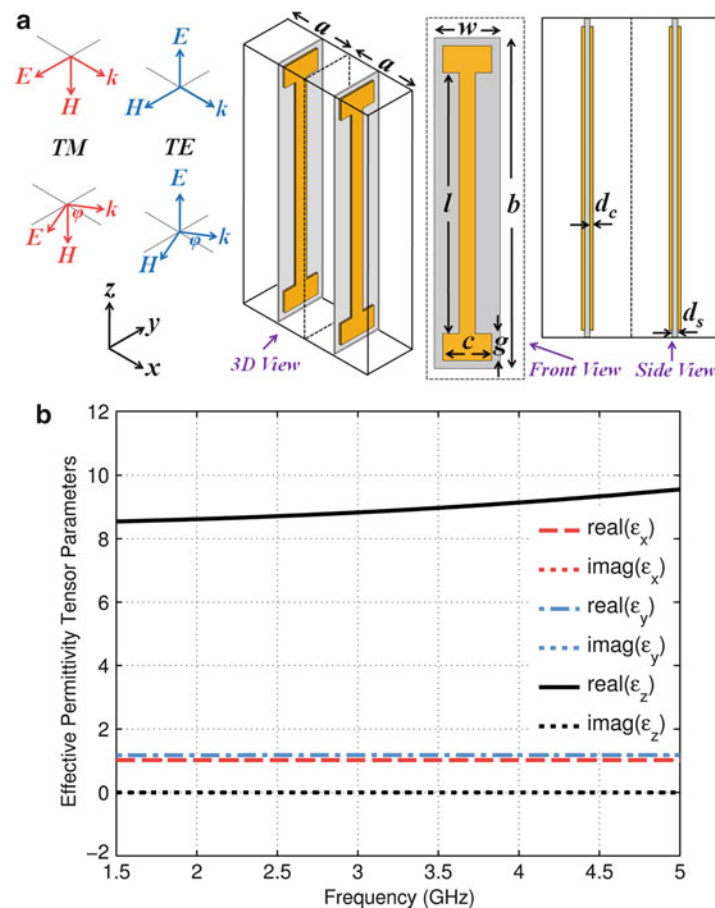 a
a
a
w
E
k
H
E
H
k
TM
TE
E
k
H
φ
E
H
k
φ
l
b
d_c
z
y
x
c
g
d_s
3D View
Front View
Side View
b
Effective Permittivity Tensor Parameters
12
10
8
6
4
2
0
−2
real(ε_x)
imag(ε_x)
real(ε_y)
imag(ε_y)
real(ε_z)
imag(ε_z)
1.5
2
2.5
3
3.5
4
4.5
5
Frequency (GHz)